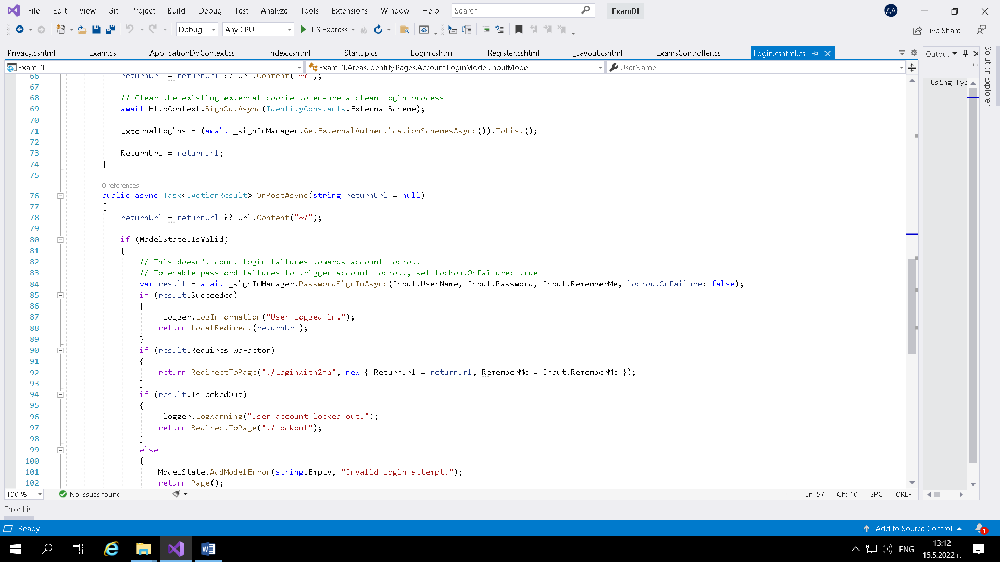 File Edit View Git Project Build Debug Test Analyze Tools Extensions Window Help Search ExamDI ДА
Debug Any CPU IIS Express Live Share
Privacy.cshtml Exam.cs ApplicationDbContext.cs Index.cshtml Startup.cs Login.cshtml Register.cshtml _Layout.cshtml ExamsController.cs Login.cshtml.cs Output
ExamDI ExamDI.Areas.Identity.Pages.Account.LoginModel.InputModel UserName
Solution Explorer
Using Typ
66 returnUrl = returnUrl ?? Url.Content("~/");
67
68 // Clear the existing external cookie to ensure a clean login process
69 await HttpContext.SignOutAsync(IdentityConstants.ExternalScheme);
70
71 ExternalLogins = (await _signInManager.GetExternalAuthenticationSchemesAsync()).ToList();
72
73 ReturnUrl = returnUrl;
74 }
75
0 references
76 public async Task<IActionResult> OnPostAsync(string returnUrl = null)
77 {
78 returnUrl = returnUrl ?? Url.Content("~/");
79
80 if (ModelState.IsValid)
81 {
82 // This doesn't count login failures towards account lockout
83 // To enable password failures to trigger account lockout, set lockoutOnFailure: true
84 var result = await _signInManager.PasswordSignInAsync(Input.UserName, Input.Password, Input.RememberMe, lockoutOnFailure: false);
85 if (result.Succeeded)
86 {
87 _logger.LogInformation("User logged in.");
88 return LocalRedirect(returnUrl);
89 }
90 if (result.RequiresTwoFactor)
91 {
92 return RedirectToPage("./LoginWith2fa", new { ReturnUrl = returnUrl, RememberMe = Input.RememberMe });
93 }
94 if (result.IsLockedOut)
95 {
96 _logger.LogWarning("User account locked out.");
97 return RedirectToPage("./Lockout");
98 }
99 else
100 {
101 ModelState.AddModelError(string.Empty, "Invalid login attempt.");
102 return Page();
100 % No issues found Ln: 57 Ch: 10 SPC CRLF
Error List
Ready Add to Source Control 1
ENG 13:12
15.5.2022 г.